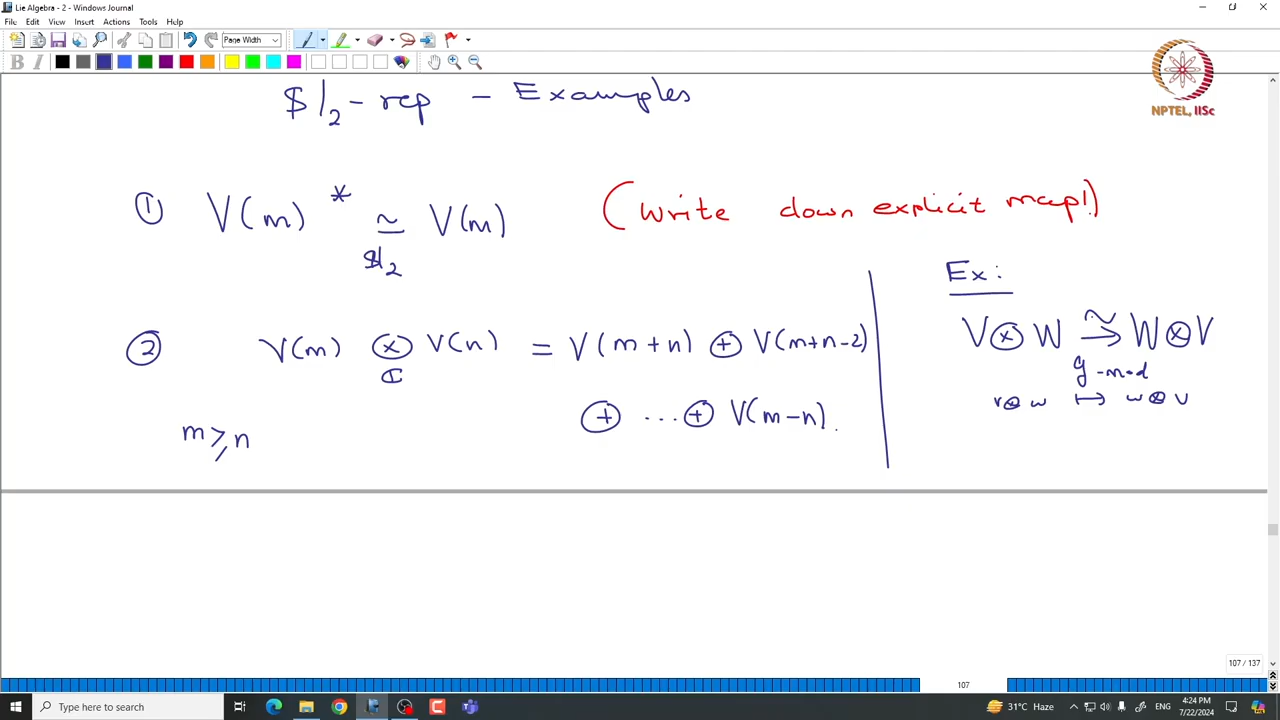 Lie Algebra - 2 - Windows Journal
File Edit View Insert Actions Tools Help
Page Width
B I
NPTEL, IISc
$l₂ - rep - Examples
① V(m)* ≃ V(m) (Write down explicit map!)
$l₂
Ex:
V ⊗ W ⥲ W ⊗ V
g-mod
v⊗w ↦ w⊗v
② V(m) ⊗ V(n) = V(m+n) ⊕ V(m+n-2)
ℂ
⊕ ... ⊕ V(m-n).
m ≥ n
107 / 137
107
Type here to search
31°C Haze
ENG
4:24 PM
7/22/2024